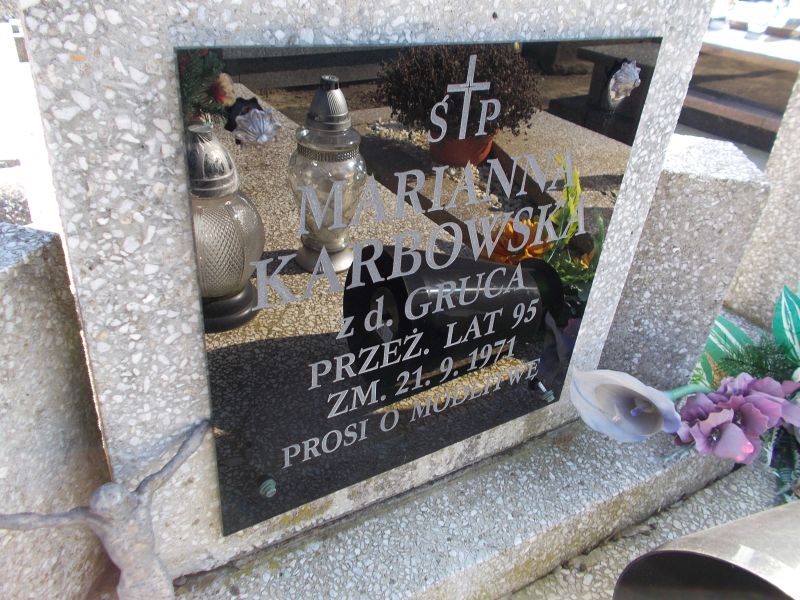 ŚP
MARIANNA
KARBOWSKA
z d. GRUCA
PRZEŻ. LAT 95
ZM. 21. 9. 1971
PROSI O MODLITWĘ